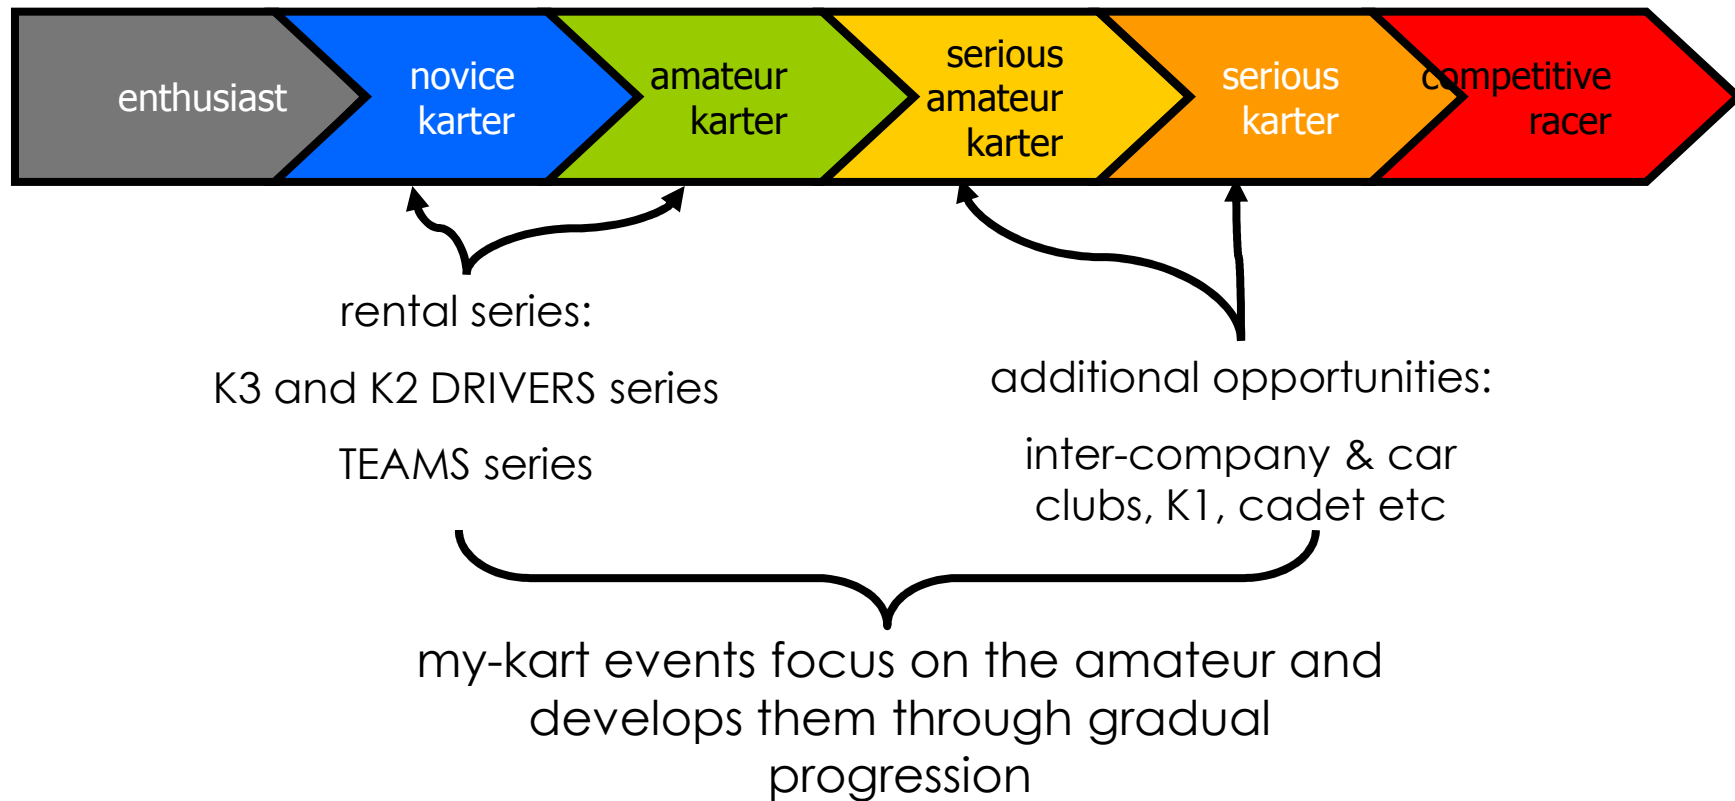 enthusiast
novice
karter
amateur
karter
serious
amateur
karter
serious
karter
competitive
racer
rental series:
K3 and K2 DRIVERS series
TEAMS series
additional opportunities:
inter-company & car
clubs, K1, cadet etc
my-kart events focus on the amateur and
develops them through gradual
progression